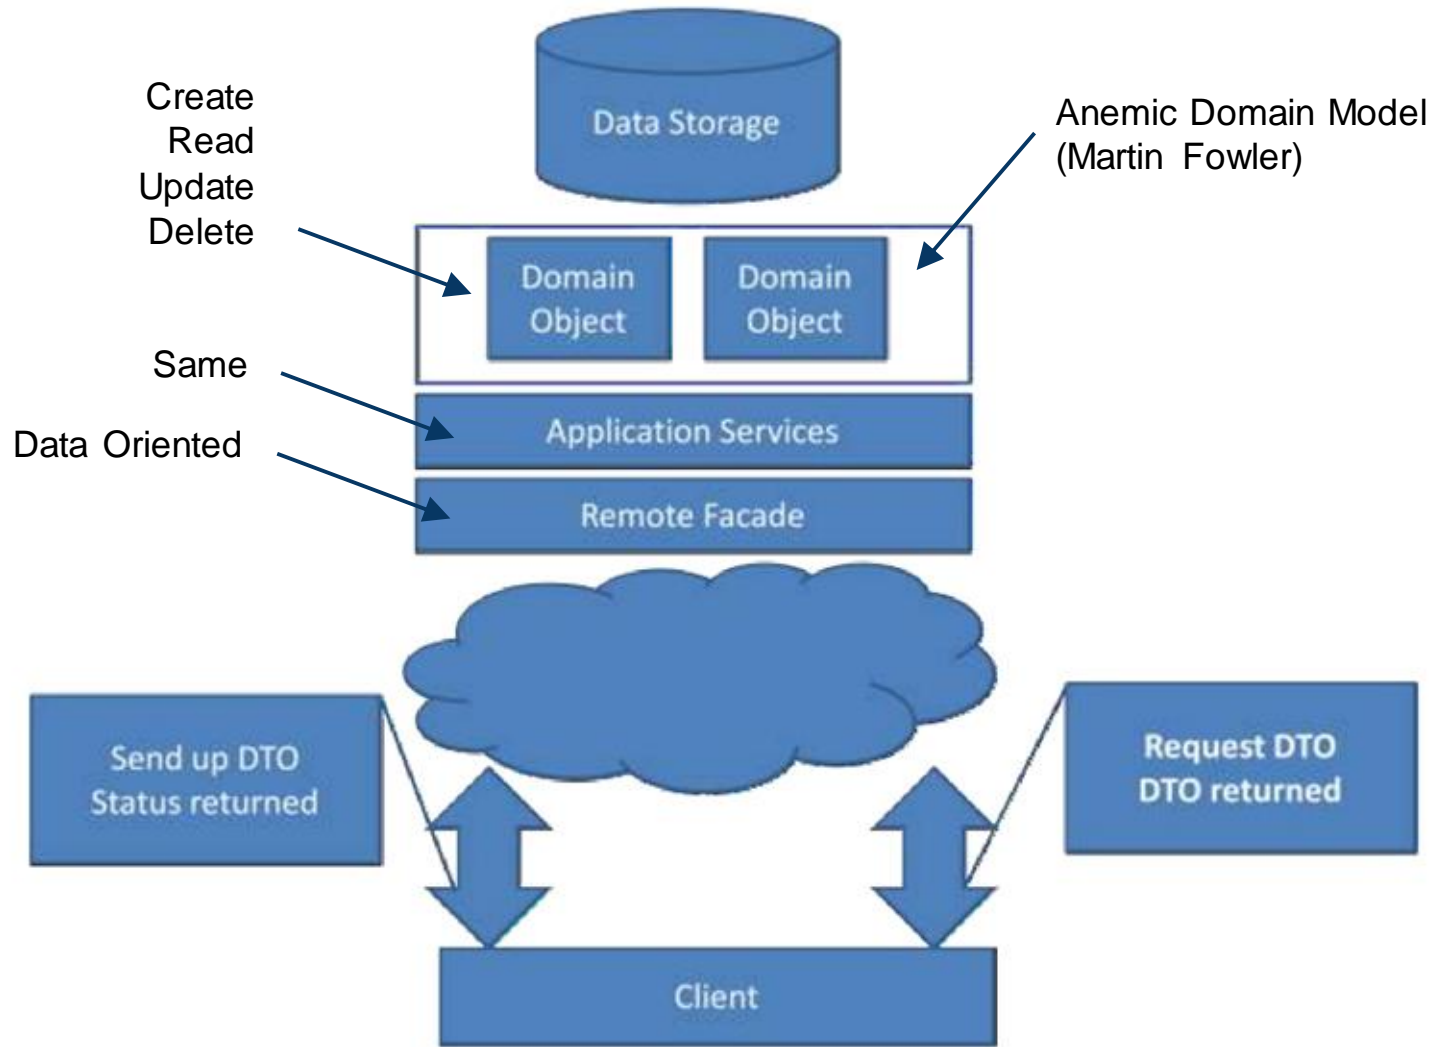 Data Storage
Create
Read
Update
Delete
Anemic Domain Model
(Martin Fowler)
Domain
Object
Domain
Object
Same
Application Services
Data Oriented
Remote Facade
Send up DTO
Status returned
Request DTO
DTO returned
Client